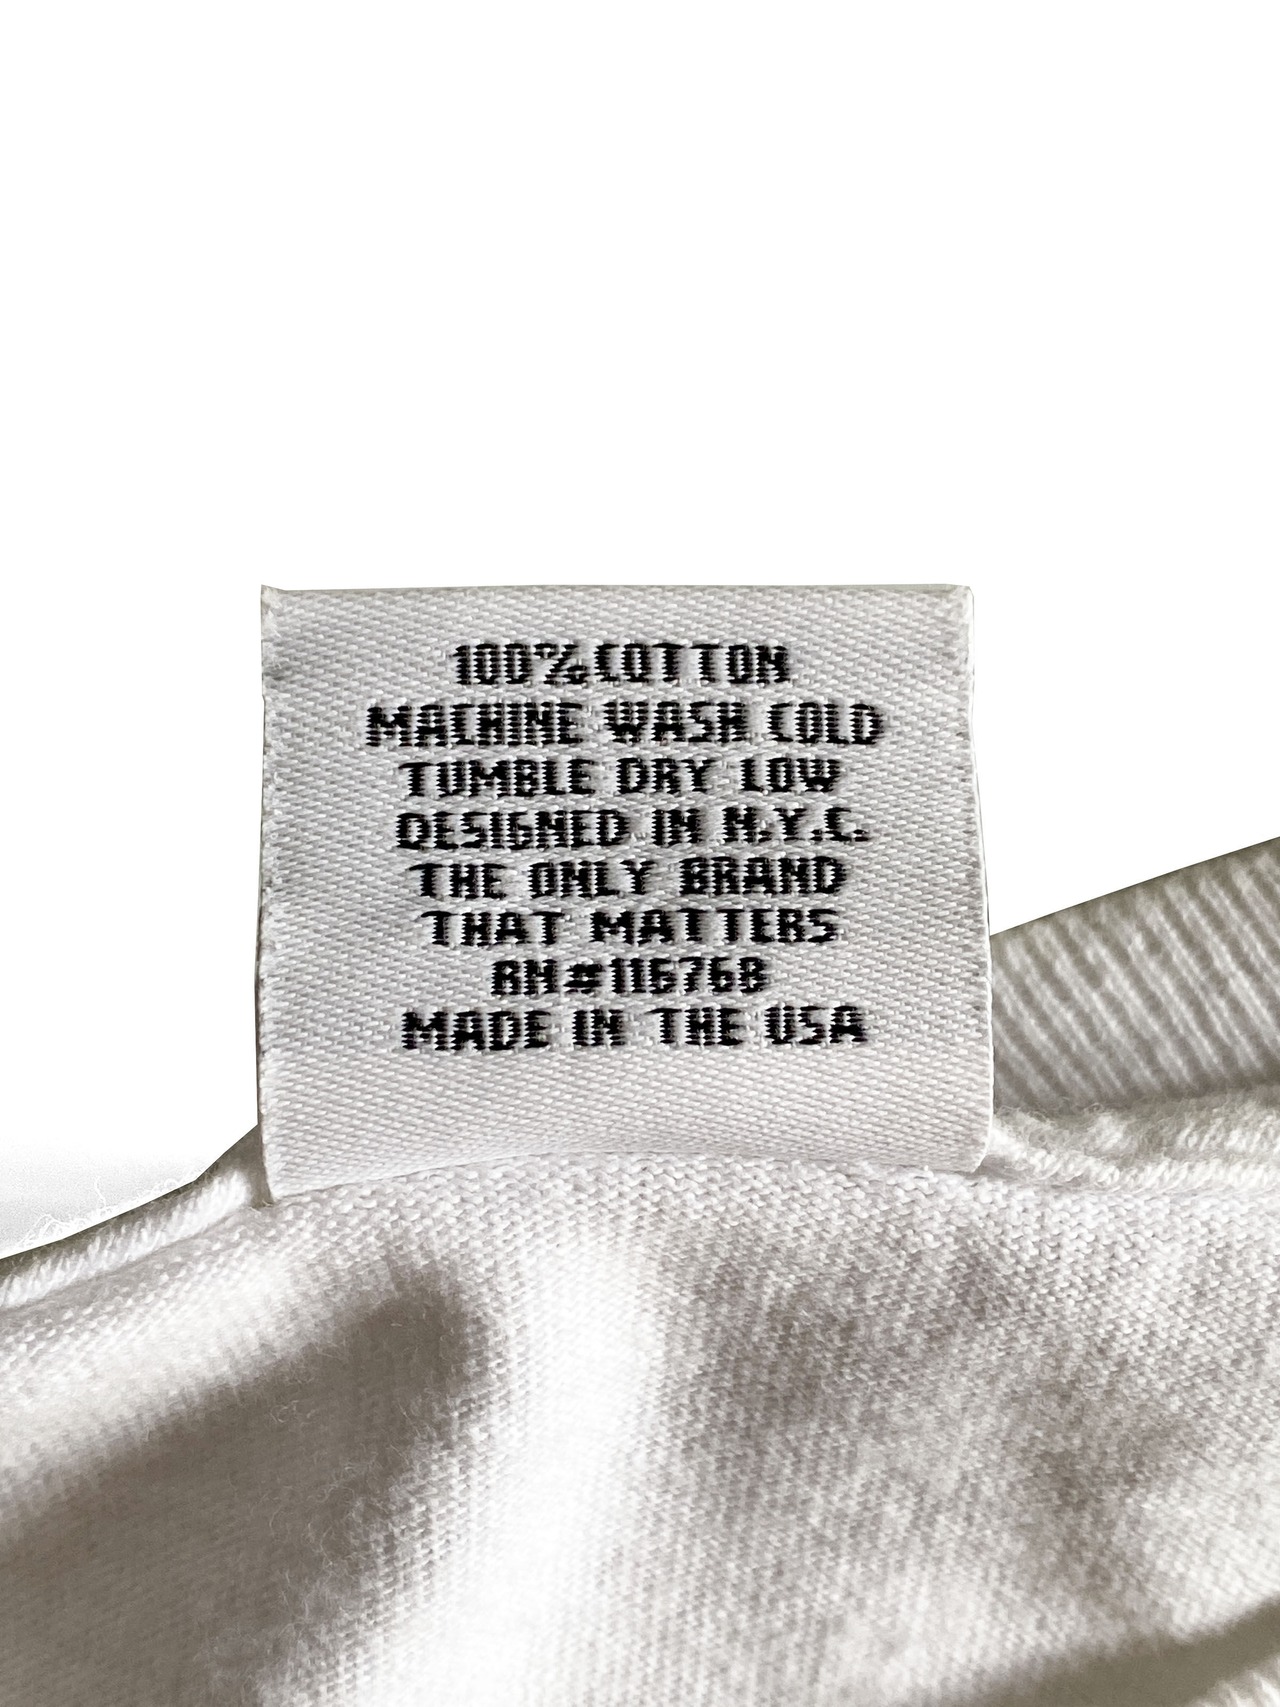 100% COTTON
MACHINE WASH COLD
TUMBLE DRY LOW
DESIGNED IN N.Y.C.
THE ONLY BRAND
THAT MATTERS
RN#116768
MADE IN THE USA